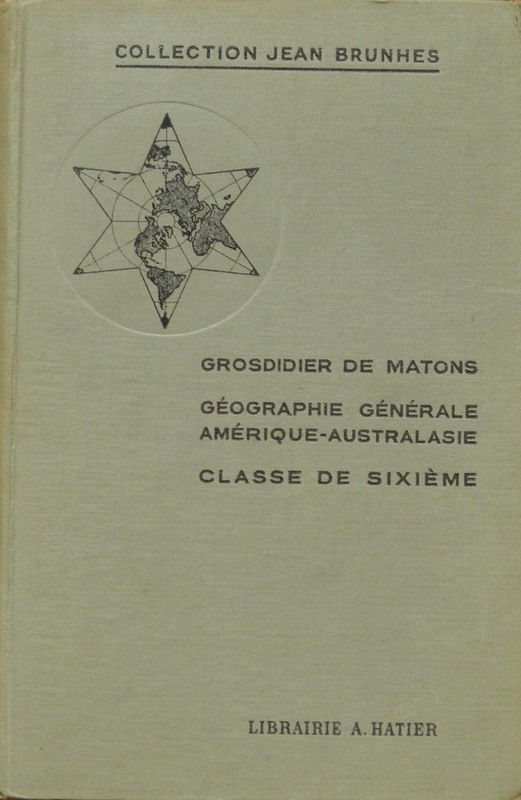 COLLECTION JEAN BRUNHES
GROSDIDIER DE MATONS
GÉOGRAPHIE GÉNÉRALE
AMÉRIQUE-AUSTRALASIE
CLASSE DE SIXIÈME
LIBRAIRIE A. HATIER